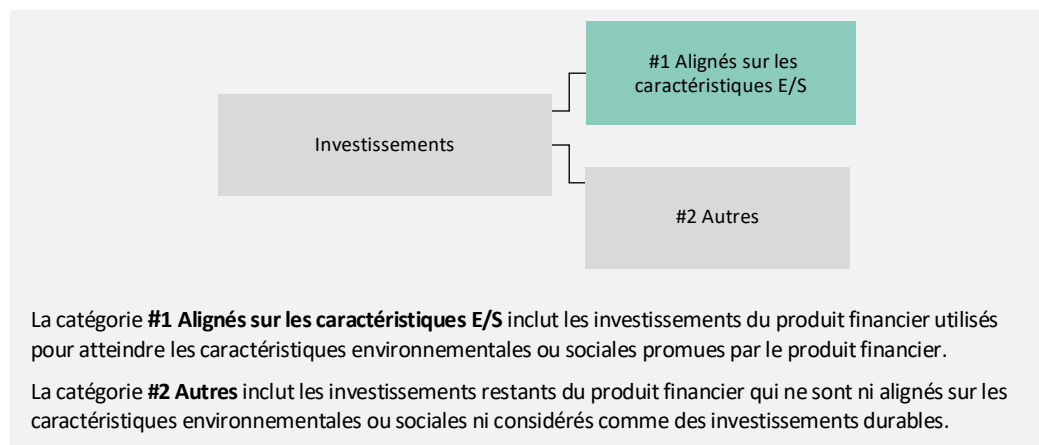 #1 Alignés sur les
caractéristiques E/S
Investissements
#2 Autres
La catégorie #1 Alignés sur les caractéristiques E/S inclut les investissements du produit financier utilisés
pour atteindre les caractéristiques environnementales ou sociales promues par le produit financier.
La catégorie #2 Autres inclut les investissements restants du produit financier qui ne sont ni alignés sur les
caractéristiques environnementales ou sociales ni considérés comme des investissements durables.